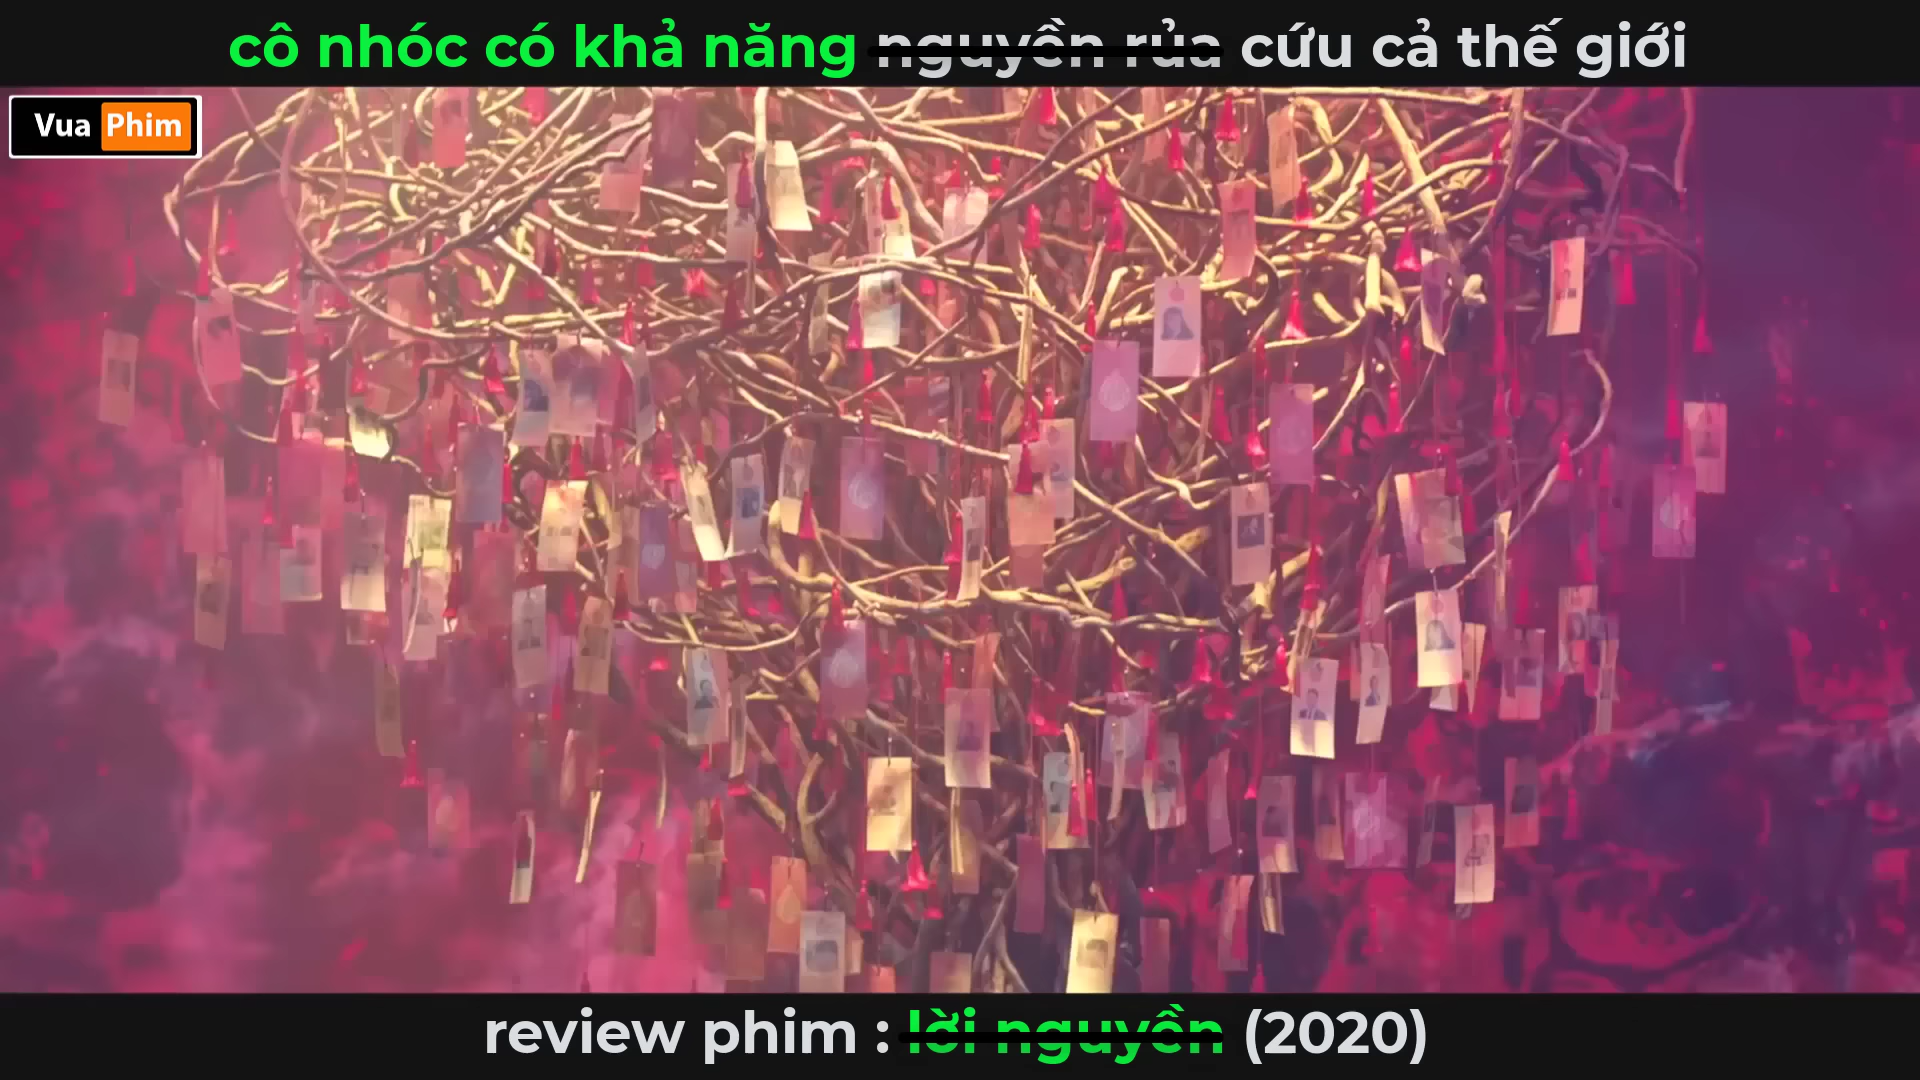 cô nhóc có khả năng nguyền rủa cứu cả thế giới
Vua Phim
review phim : lời nguyền (2020)